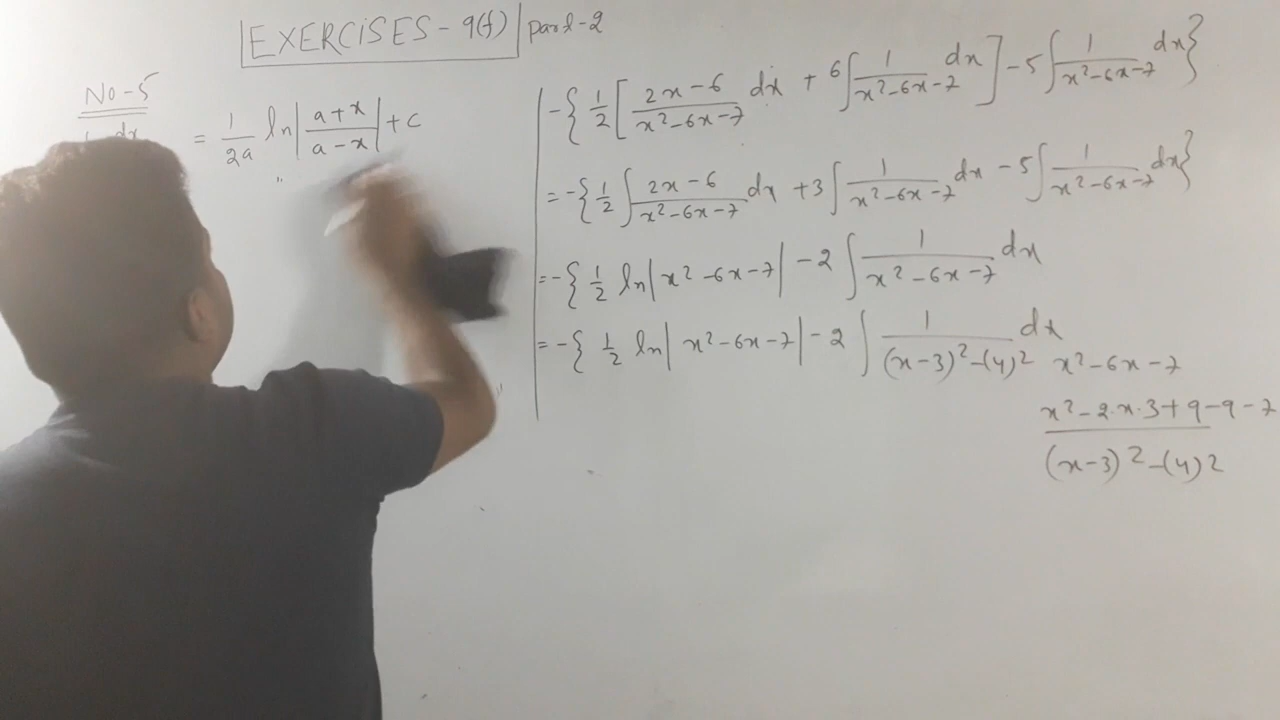 EXERCISES - 9(f) part-2
No-5
dx
= 1/2a ln|a+x/a-x| + c
-{1/2[2x-6/x²-6x-7 dx + 6∫1/x²-6x-7 dx] - 5∫1/x²-6x-7 dx}
= -{1/2∫2x-6/x²-6x-7 dx + 3∫1/x²-6x-7 dx - 5∫1/x²-6x-7 dx}
= -{1/2 ln|x²-6x-7| - 2∫1/x²-6x-7 dx
= -{1/2 ln|x²-6x-7| - 2∫1/(x-3)²-(4)² dx
x²-6x-7
x²-2.x.3+9-9-7
(x-3)²-(4)²